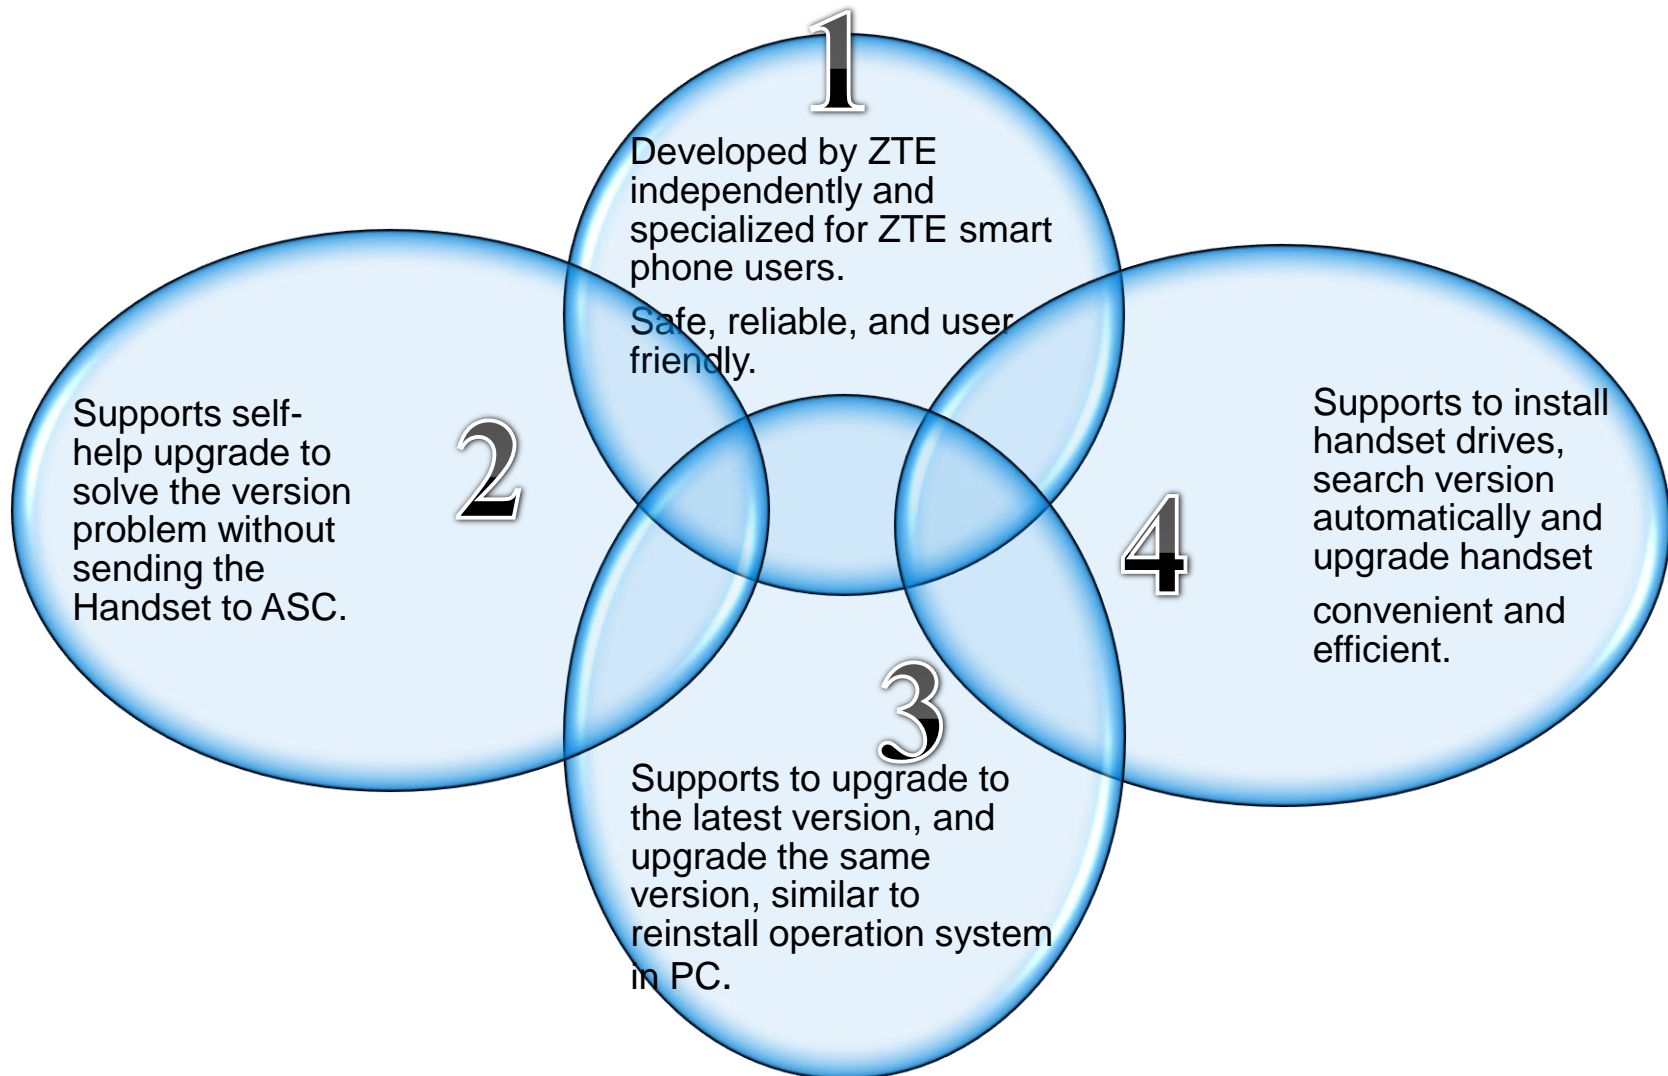 1
Developed by ZTE
independently and
specialized for ZTE smart
phone users.
Safe, reliable, and user
friendly.
2
Supports self-
help upgrade to
solve the version
problem without
sending the
Handset to ASC.
3
Supports to upgrade to
the latest version, and
upgrade the same
version, similar to
reinstall operation system
in PC.
4
Supports to install
handset drives,
search version
automatically and
upgrade handset
convenient and
efficient.